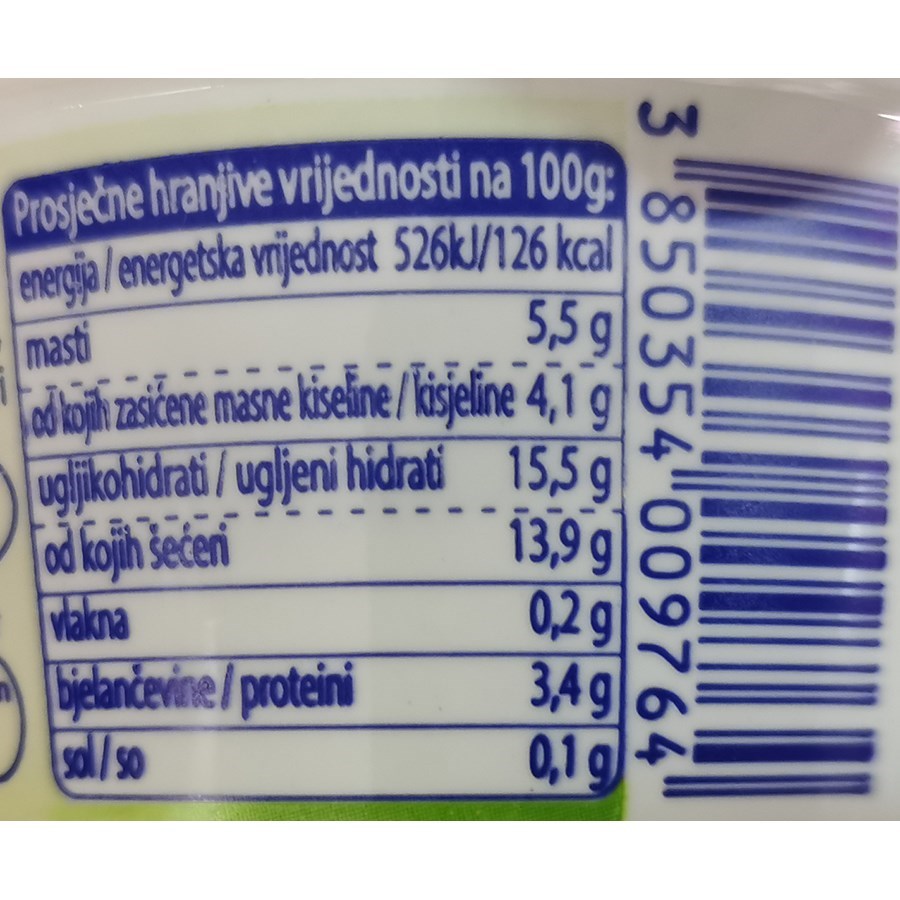 Prosječne hranjive vrijednosti na 100g:
energija / energetska vrijednost 526kJ/126 kcal
masti 5,5 g
od kojih zasićene masne kiseline / kisjeline 4,1 g
ugljikohidrati / ugljeni hidrati 15,5 g
od kojih šećeri 13,9 g
vlakna 0,2 g
bjelančevine / proteini 3,4 g
sol / so 0,1 g
3 850354 009764